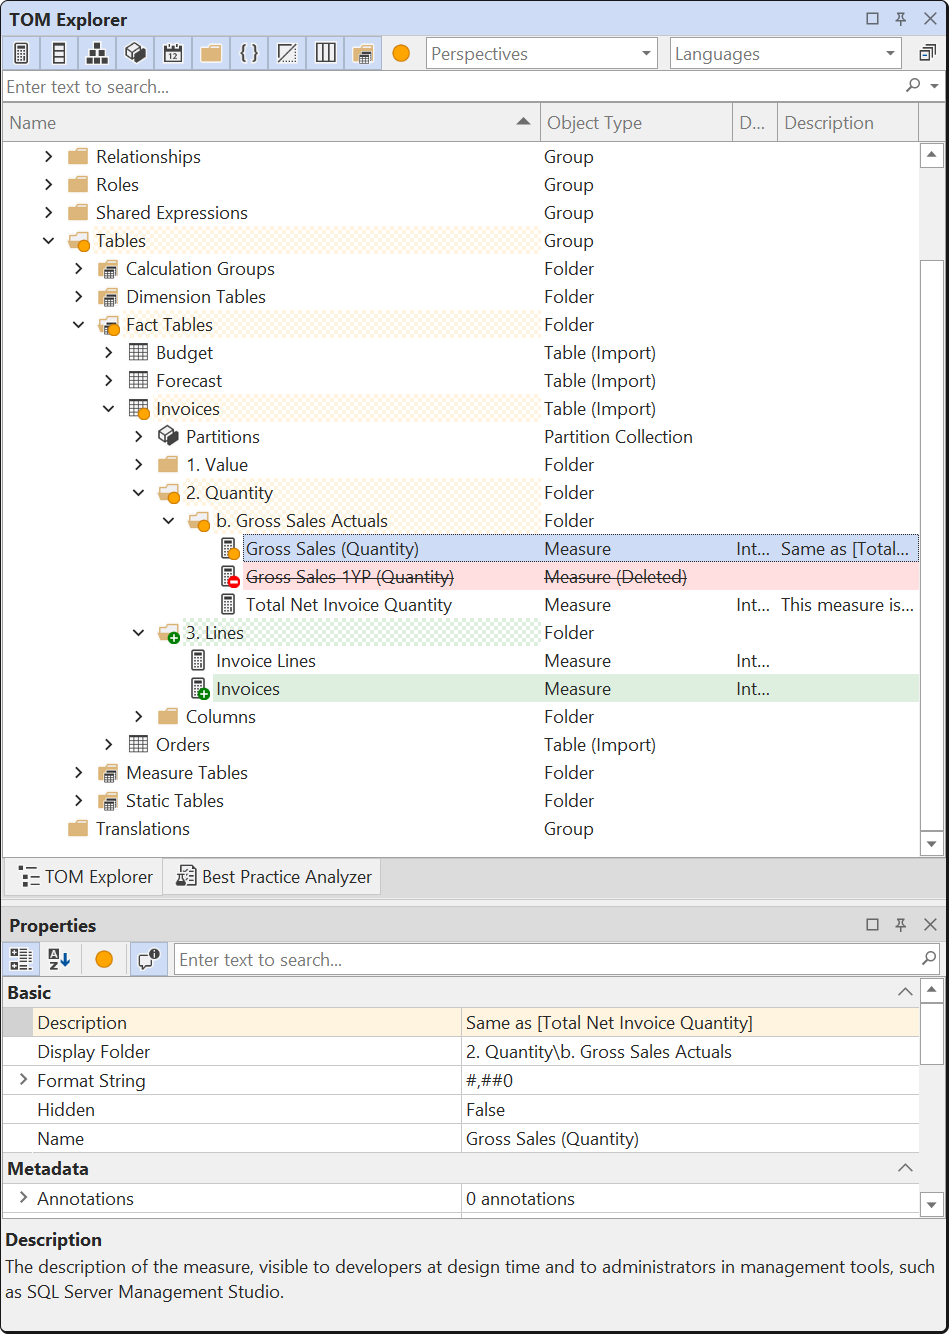 TOM Explorer
12 { } Perspectives Languages
Enter text to search...
Name Object Type D... Description
Relationships Group
Roles Group
Shared Expressions Group
Tables Group
Calculation Groups Folder
Dimension Tables Folder
Fact Tables Folder
Budget Table (Import)
Forecast Table (Import)
Invoices Table (Import)
Partitions Partition Collection
1. Value Folder
2. Quantity Folder
b. Gross Sales Actuals Folder
Gross Sales (Quantity) Measure Int... Same as [Total...
Gross Sales 1YP (Quantity) Measure (Deleted)
Total Net Invoice Quantity Measure Int... This measure is...
3. Lines Folder
Invoice Lines Measure Int...
Invoices Measure Int...
Columns Folder
Orders Table (Import)
Measure Tables Folder
Static Tables Folder
Translations Group
TOM Explorer Best Practice Analyzer
Properties
A Z Enter text to search...
Basic
Description Same as [Total Net Invoice Quantity]
Display Folder 2. Quantity\b. Gross Sales Actuals
Format String #,##0
Hidden False
Name Gross Sales (Quantity)
Metadata
Annotations 0 annotations
Description
The description of the measure, visible to developers at design time and to administrators in management tools, such
as SQL Server Management Studio.